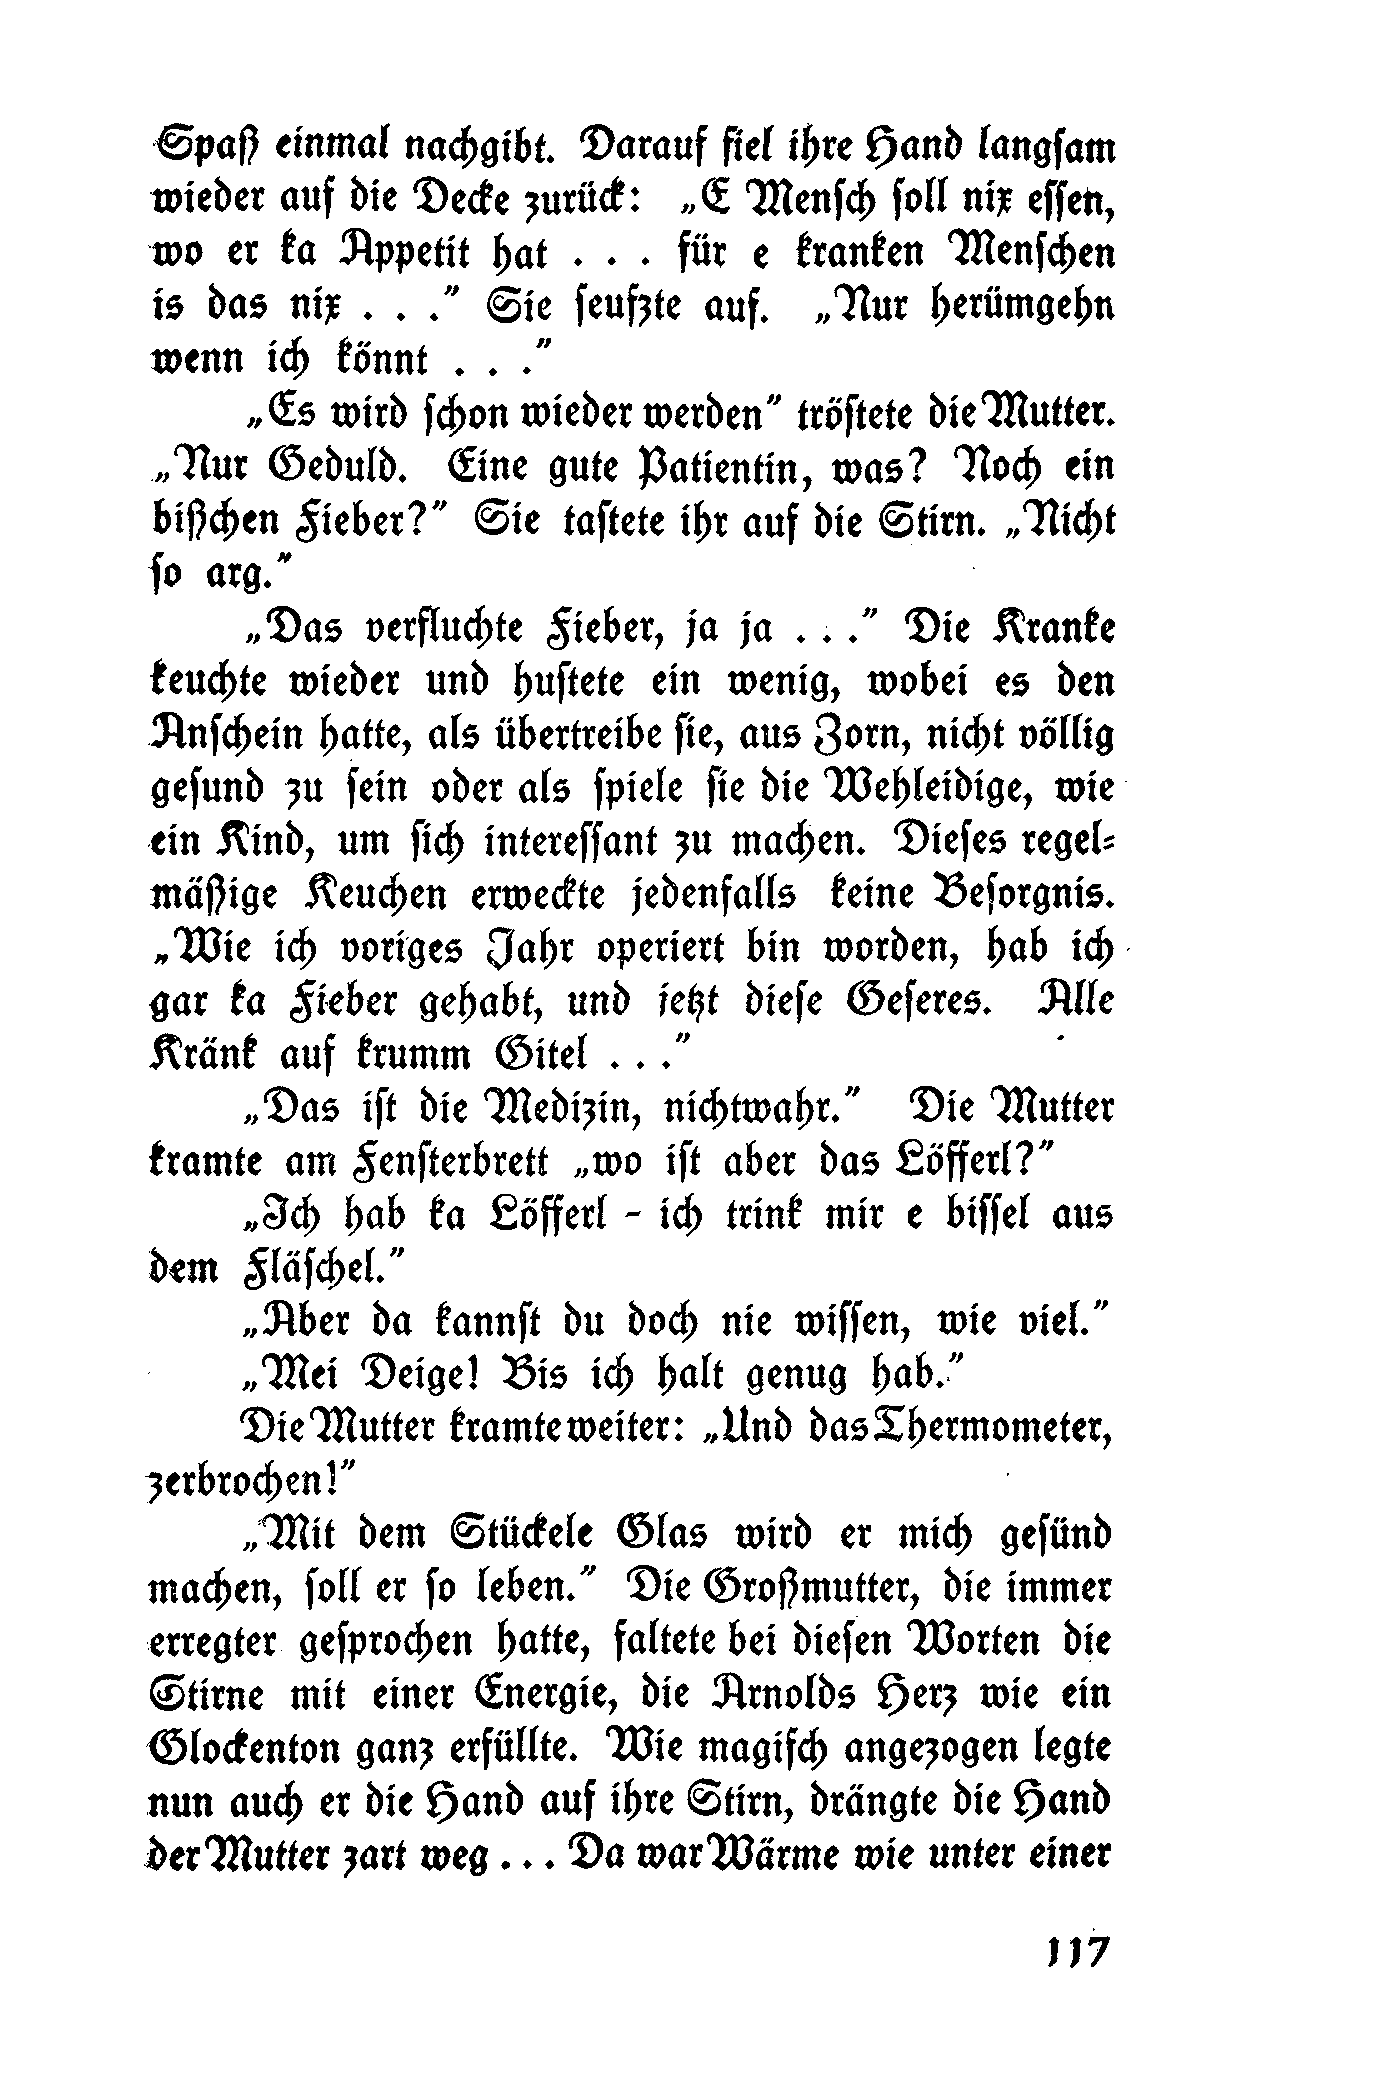 Spaß einmal nachgibt. Darauf fiel ihre Hand langsam
wieder auf die Decke zurück: „E Mensch soll nix essen,
wo er ka Appetit hat . . . für e kranken Menschen
is das nix . . .” Sie seufzte auf. „Nur herümgehn
wenn ich könnt . . .”
„Es wird schon wieder werden” tröstete die Mutter.
„Nur Geduld. Eine gute Patientin, was? Noch ein
bißchen Fieber?” Sie tastete ihr auf die Stirn. „Nicht
so arg.”
„Das verfluchte Fieber, ja ja . . .” Die Kranke
keuchte wieder und hustete ein wenig, wobei es den
Anschein hatte, als übertreibe sie, aus Zorn, nicht völlig
gesund zu sein oder als spiele sie die Wehleidige, wie
ein Kind, um sich interessant zu machen. Dieses regel-
mäßige Keuchen erweckte jedenfalls keine Besorgnis.
„Wie ich voriges Jahr operiert bin worden, hab ich
gar ka Fieber gehabt, und jetzt diese Geseres. Alle
Kränk auf krumm Gitel . . .”
„Das ist die Medizin, nichtwahr.” Die Mutter
kramte am Fensterbrett „wo ist aber das Löfferl?”
„Ich hab ka Löfferl - ich trink mir e bissel aus
dem Fläschel.”
„Aber da kannst du doch nie wissen, wie viel.”
„Mei Deige! Bis ich halt genug hab.”
Die Mutter kramte weiter: „Und das Thermometer,
zerbrochen!”
„Mit dem Stückele Glas wird er mich gesünd
machen, soll er so leben.” Die Großmutter, die immer
erregter gesprochen hatte, faltete bei diesen Worten die
Stirne mit einer Energie, die Arnolds Herz wie ein
Glockenton ganz erfüllte. Wie magisch angezogen legte
nun auch er die Hand auf ihre Stirn, drängte die Hand
der Mutter zart weg . . . Da war Wärme wie unter einer
117